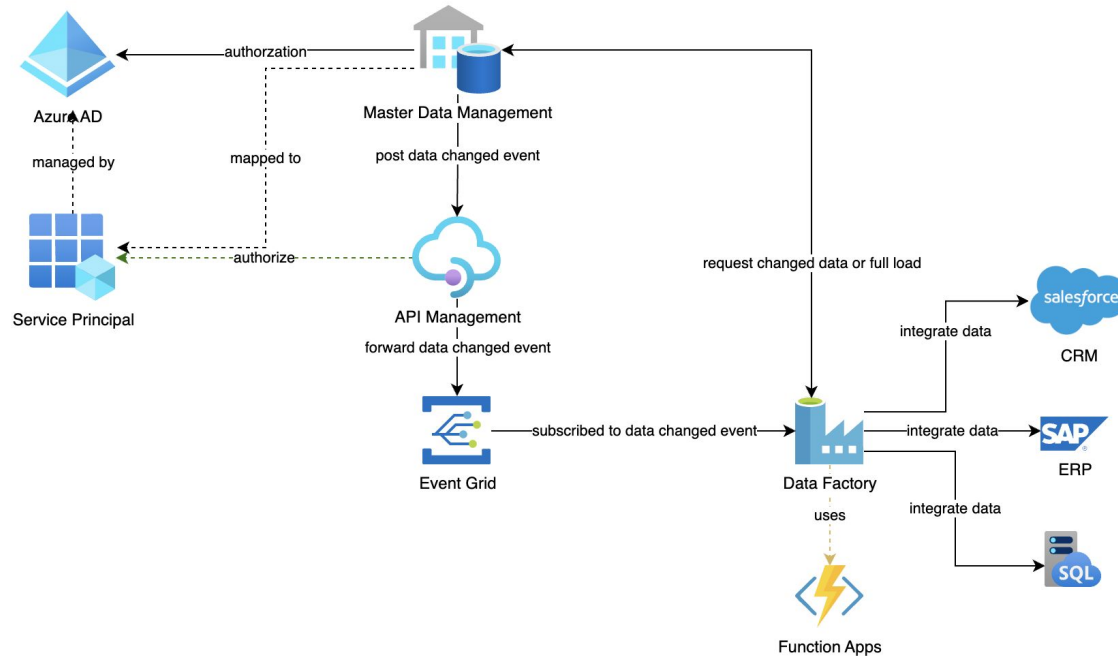 authorzation
Azure AD
Master Data Management
managed by
mapped to
post data changed event
authorize
request changed data or full load
salesforce
Service Principal
API Management
integrate data
CRM
forward data changed event
subscribed to data changed event
integrate data
SAP
®
ERP
Event Grid
Data Factory
integrate data
uses
SQL
Function Apps